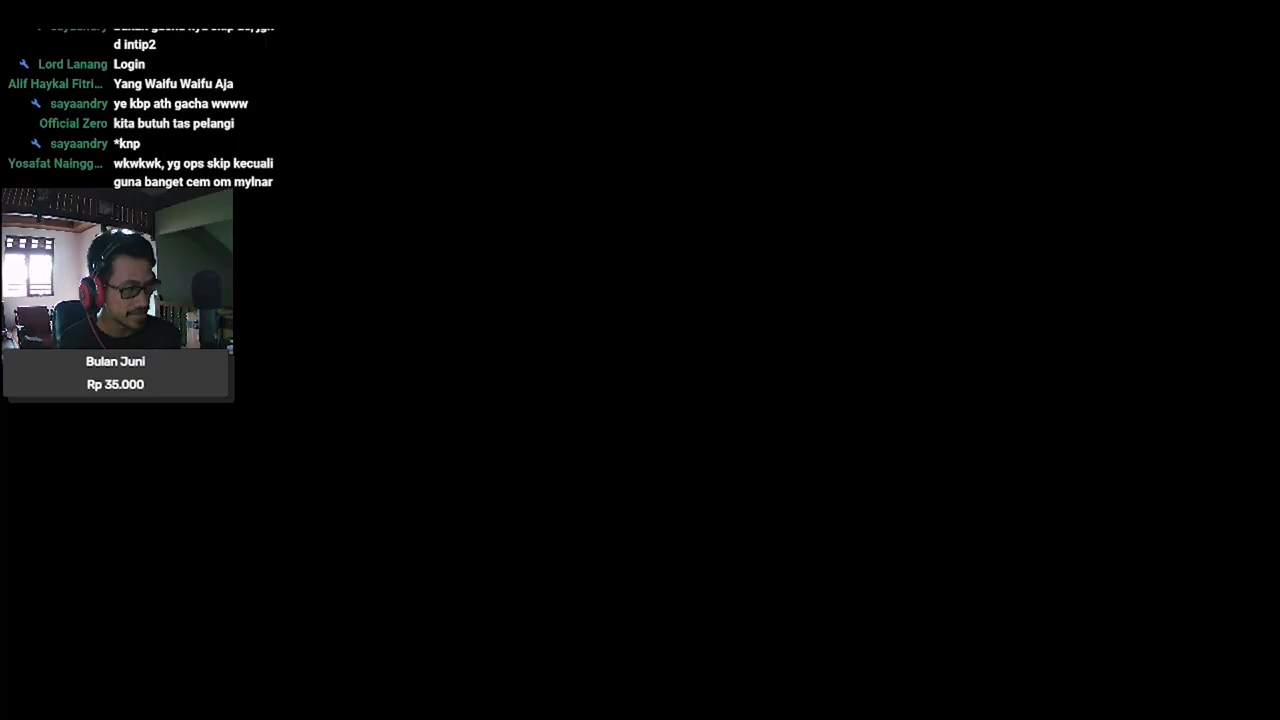 d intip2
Lord Lanang Login
Alif Haykal Fitri... Yang Waifu Waifu Aja
sayaandry ye kbp ath gacha wwww
Official Zero kita butuh tas pelangi
sayaandry *knp
Yosafat Naingg... wkwkwk, yg ops skip kecuali
guna banget cem om mylnar
Bulan Juni
Rp 35.000